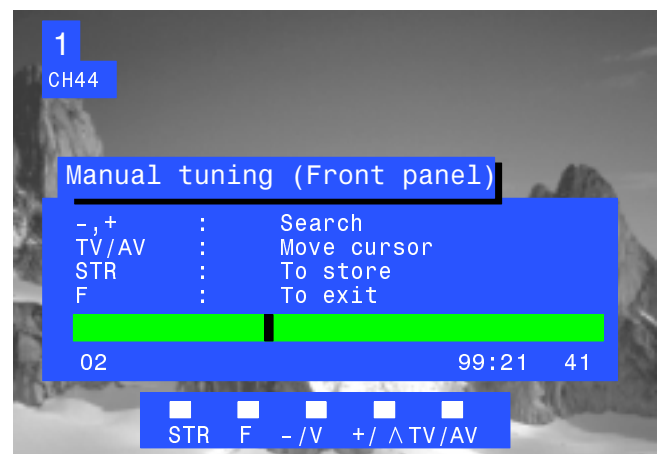 1
CH44
Manual tuning (Front panel)
-,+ : Search
TV/AV : Move cursor
STR : To store
F : To exit
02 99:21 41
STR F -/V +/ Λ TV/AV